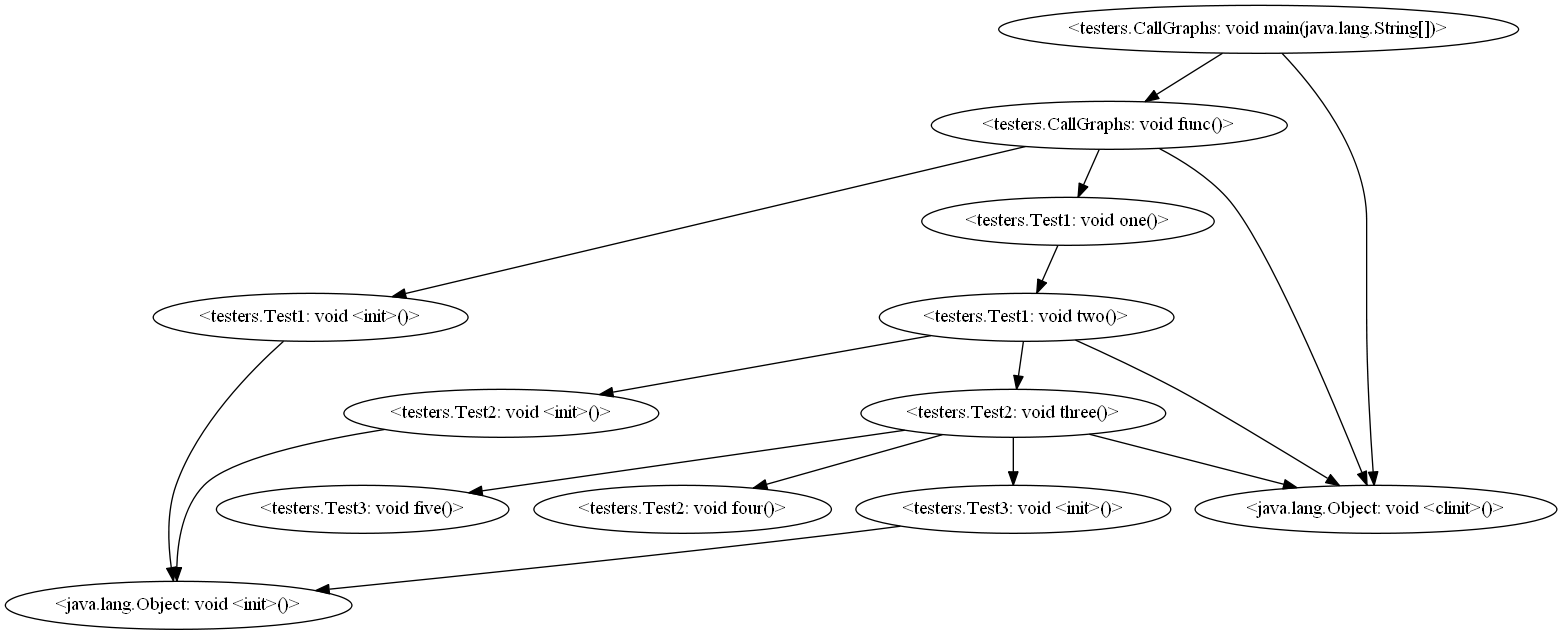 <testers.CallGraphs: void main(java.lang.String[])>
<testers.CallGraphs: void func()>
<testers.Test1: void one()>
<testers.Test1: void <init>()>
<testers.Test1: void two()>
<testers.Test2: void <init>()>
<testers.Test2: void three()>
<testers.Test3: void five()>
<testers.Test2: void four()>
<testers.Test3: void <init>()>
<java.lang.Object: void <clinit>()>
<java.lang.Object: void <init>()>